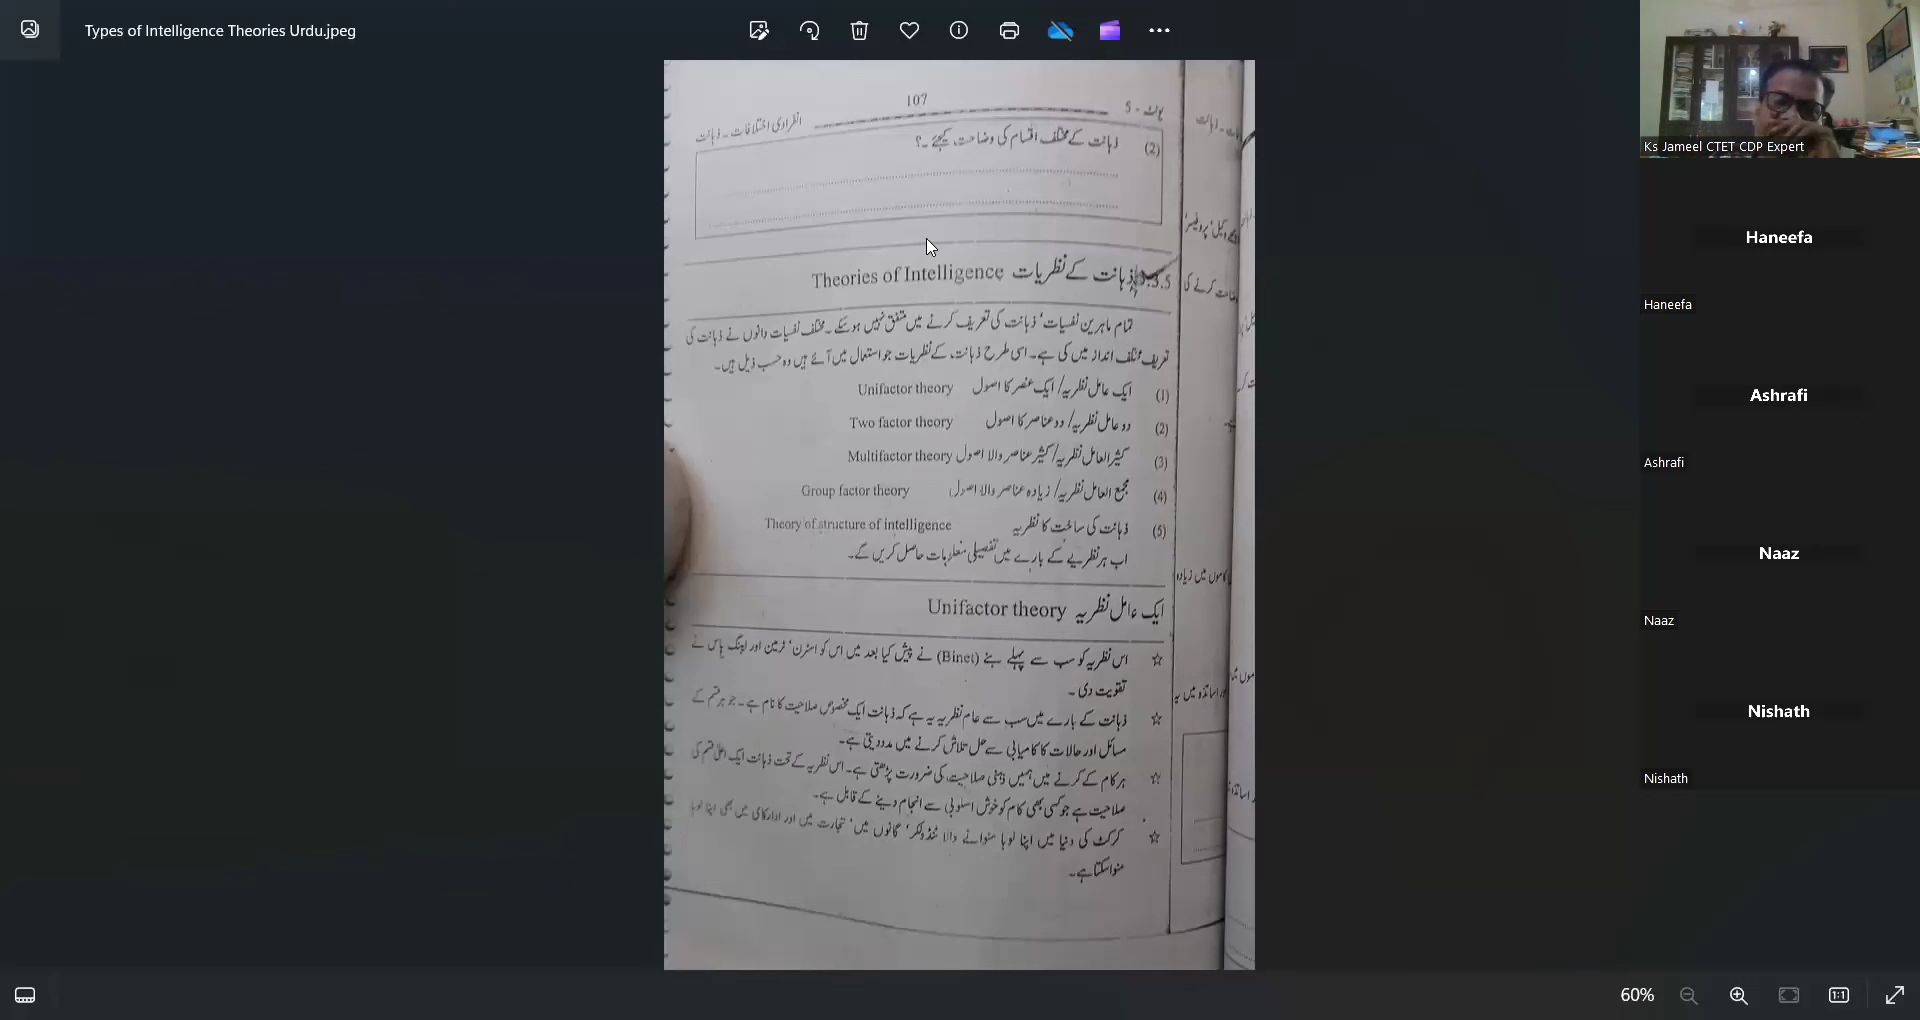 Types of Intelligence Theories Urdu.jpeg
یونٹ - 5
107
انفرادی اختلافات ـ ذہانت
(2) ذہانت کے مختلف اقسام کی وضاحت کیجئے ۔؟
5.3 ذہانت کے نظریات Theories of Intelligence
تمام ماہرین نفسیات' ذہانت کی تعریف کرنے میں متفق نہیں ہوسکے۔ مختلف نفسیات دانوں نے ذہانت کی
تعریف مختلف انداز میں کی ہے۔ اسی طرح ذہانت کے نظریات جو استعمال میں آئے ہیں وہ حسب ذیل ہیں۔
(1) ایک عامل نظریہ/ ایک عنصر کا اصول Unifactor theory
(2) دو عامل نظریہ/ دو عناصر کا اصول Two factor theory
(3) کثیر العامل نظریہ/ کثیر عناصر والا اصول Multifactor theory
(4) مجمع العامل نظریہ/ زیادہ عناصر والا اصول Group factor theory
(5) ذہانت کی ساخت کا نظریہ Theory of structure of intelligence
اب ہر نظریے کے بارے میں تفصیلی معلومات حاصل کریں گے۔
ایک عامل نظریہ Unifactor theory
☆ اس نظریہ کو سب سے پہلے بنے (Binet) نے پیش کیا بعد میں اس کو اسٹرن' ٹرمین اور ایبنگ ہاس نے
تقویت دی ۔
☆ ذہانت کے بارے میں سب سے عام نظریہ یہ ہے کہ ذہانت ایک مخصوص صلاحیت کا نام ہے۔ جو ہر قسم کے
مسائل اور حالات کا کامیابی سے حل تلاش کرنے میں مدد دیتی ہے۔
☆ ہر کام کے کرنے میں ہمیں ذہنی صلاحیت کی ضرورت پڑھتی ہے۔ اس نظریہ کے تحت ذہانت ایک اعلیٰ قسم کی
صلاحیت ہے جو کسی بھی کام کو خوش اسلوبی سے انجام دینے کے قابل ہے۔
☆ کرکٹ کی دنیا میں اپنا لوہا منوانے والا ٹنڈولکر' گانوں میں' تجارت میں اور اداکاری میں بھی اپنا لوہا
منوا سکتا ہے۔
Ks Jameel CTET CDP Expert
Haneefa
Haneefa
Ashrafi
Ashrafi
Naaz
Naaz
Nishath
Nishath
60%